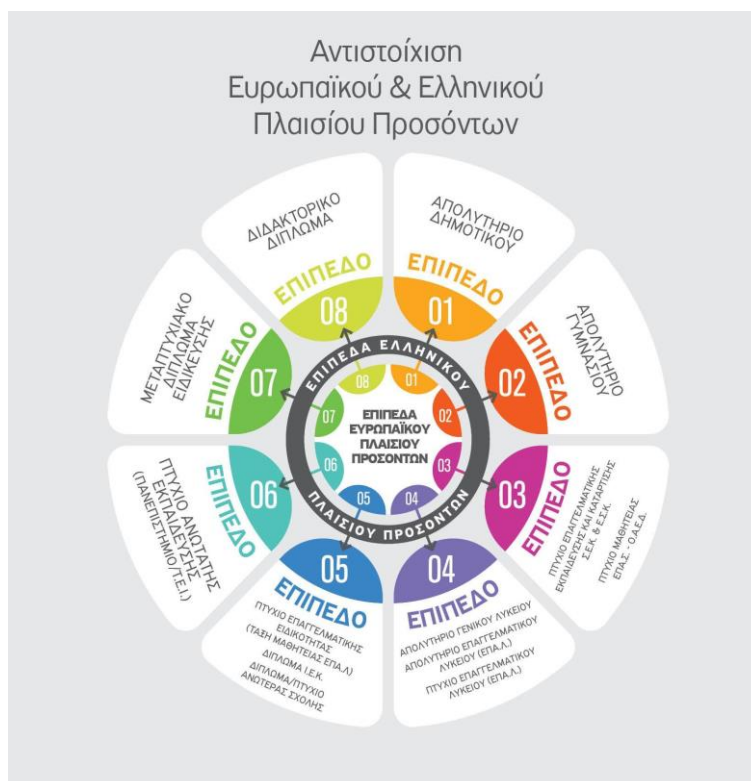 Αντιστοίχιση
Ευρωπαϊκού & Ελληνικού
Πλαισίου Προσόντων
ΑΠΟΛΥΤΗΡΙΟ
ΔΗΜΟΤΙΚΟΥ
ΕΠΙΠΕΔΟ
01
ΑΠΟΛΥΤΗΡΙΟ
ΓΥΜΝΑΣΙΟΥ
ΕΠΙΠΕΔΟ
02
ΕΠΙΠΕΔΟ
03
ΠΤΥΧΙΟ ΕΠΑΓΓΕΛΜΑΤΙΚΗΣ
ΕΚΠΑΙΔΕΥΣΗΣ ΚΑΙ ΚΑΤΑΡΤΙΣΗΣ
Σ.Ε.Κ. & Ε.Σ.Κ.
ΠΤΥΧΙΟ ΜΑΘΗΤΕΙΑΣ
ΕΠΑ.Σ. - Ο.Α.Ε.Δ.
04
ΕΠΙΠΕΔΟ
ΑΠΟΛΥΤΗΡΙΟ ΓΕΝΙΚΟΥ ΛΥΚΕΙΟΥ
ΑΠΟΛΥΤΗΡΙΟ ΕΠΑΓΓΕΛΜΑΤΙΚΟΥ
ΛΥΚΕΙΟΥ (ΕΠΑ.Λ.)
ΠΤΥΧΙΟ ΕΠΑΓΓΕΛΜΑΤΙΚΟΥ
ΛΥΚΕΙΟΥ (ΕΠΑ.Λ.)
05
ΕΠΙΠΕΔΟ
ΠΤΥΧΙΟ ΕΠΑΓΓΕΛΜΑΤΙΚΗΣ
ΕΙΔΙΚΟΤΗΤΑΣ
(ΤΑΞΗ ΜΑΘΗΤΕΙΑΣ ΕΠΑ.Λ)
ΔΙΠΛΩΜΑ Ι.Ε.Κ.
ΔΙΠΛΩΜΑ/ΠΤΥΧΙΟ
ΑΝΩΤΕΡΑΣ ΣΧΟΛΗΣ
ΠΤΥΧΙΟ ΑΝΩΤΑΤΗΣ
ΕΚΠΑΙΔΕΥΣΗΣ
(ΠΑΝΕΠΙΣΤΗΜΙΟ/Τ.Ε.Ι.)
ΕΠΙΠΕΔΟ
06
ΜΕΤΑΠΤΥΧΙΑΚΟ
ΔΙΠΛΩΜΑ
ΕΙΔΙΚΕΥΣΗΣ
ΕΠΙΠΕΔΟ
07
ΔΙΔΑΚΤΟΡΙΚΟ
ΔΙΠΛΩΜΑ
ΕΠΙΠΕΔΟ
08
ΕΠΙΠΕΔΑ ΕΛΛΗΝΙΚΟΥ
ΠΛΑΙΣΙΟΥ ΠΡΟΣΟΝΤΩΝ
01
02
03
04
05
06
07
08
ΕΠΙΠΕΔΑ
ΕΥΡΩΠΑΪΚΟΥ
ΠΛΑΙΣΙΟΥ
ΠΡΟΣΟΝΤΩΝ